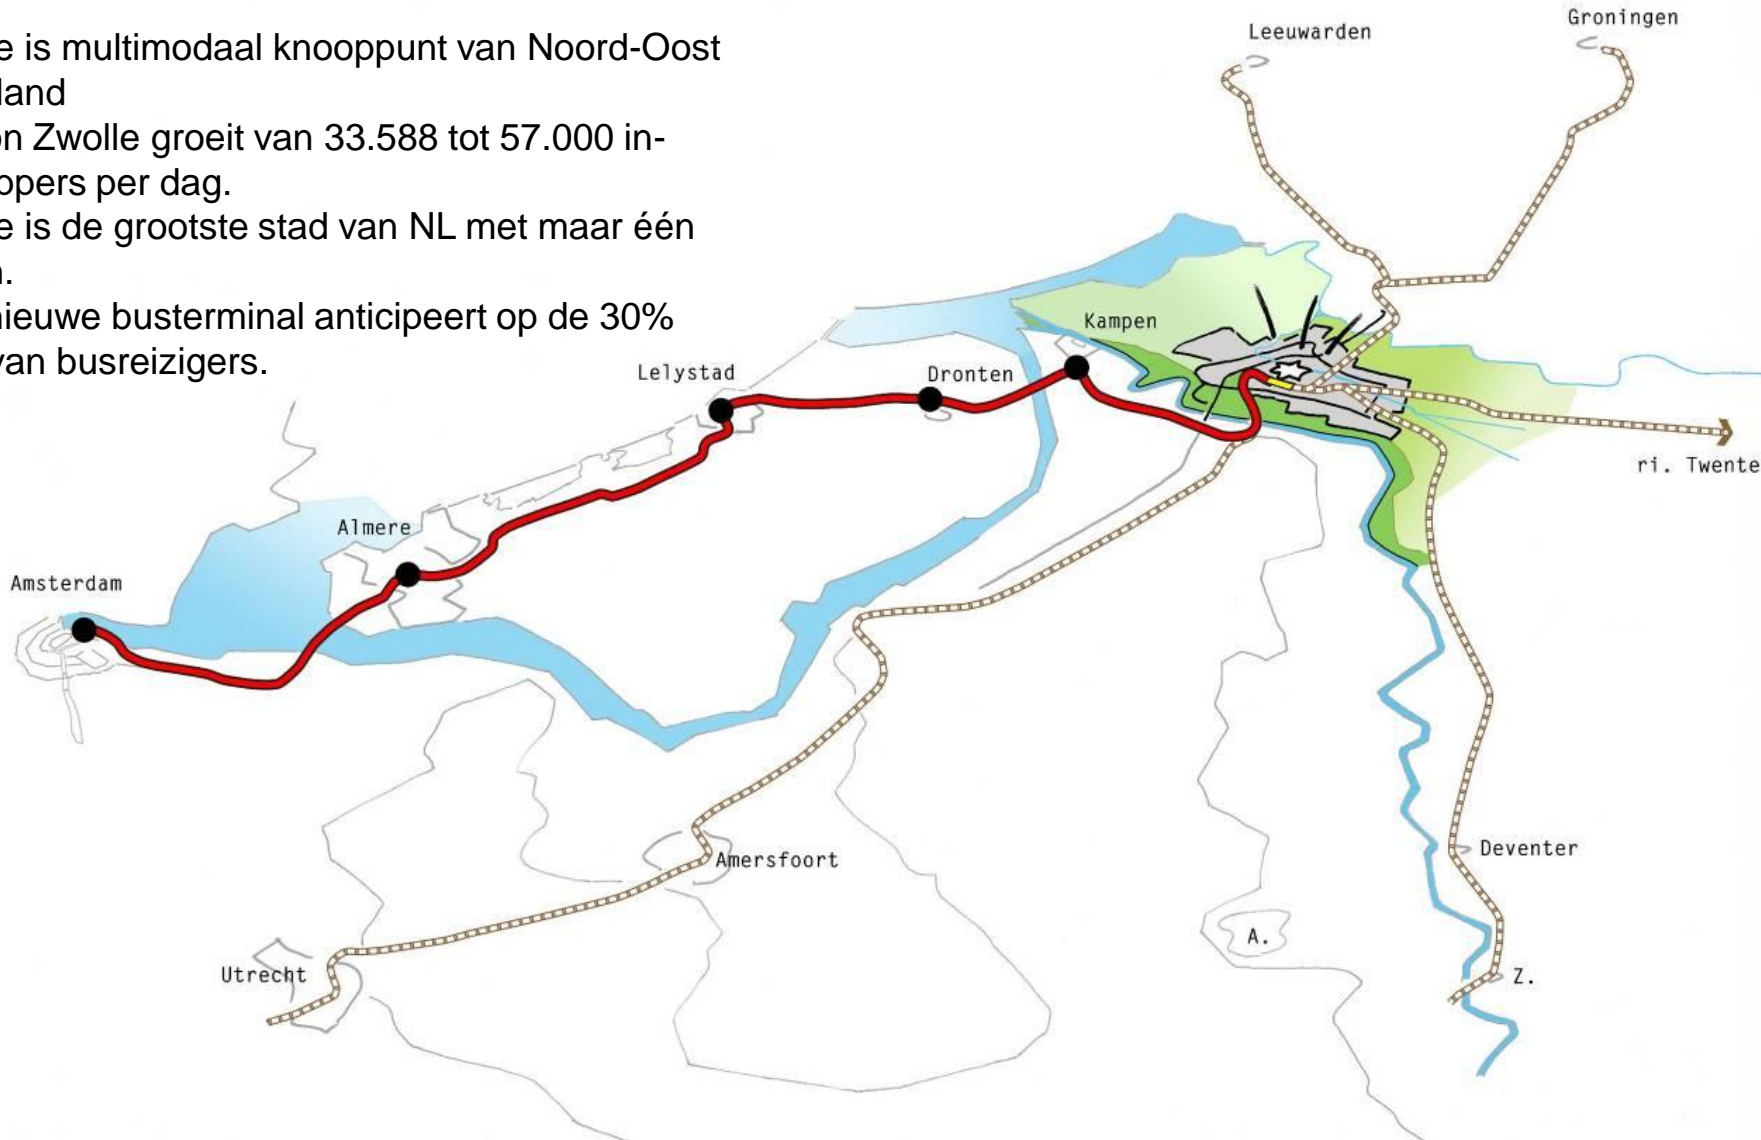 e is multimodaal knooppunt van Noord-Oost
land
on Zwolle groeit van 33.588 tot 57.000 in-
ppers per dag.
e is de grootste stad van NL met maar één
n.
nieuwe busterminal anticipeert op de 30%
van busreizigers.
Leeuwarden
Groningen
Kampen
Lelystad
Dronten
ri. Twente
Almere
Amsterdam
Amersfoort
Deventer
A.
Utrecht
Z.